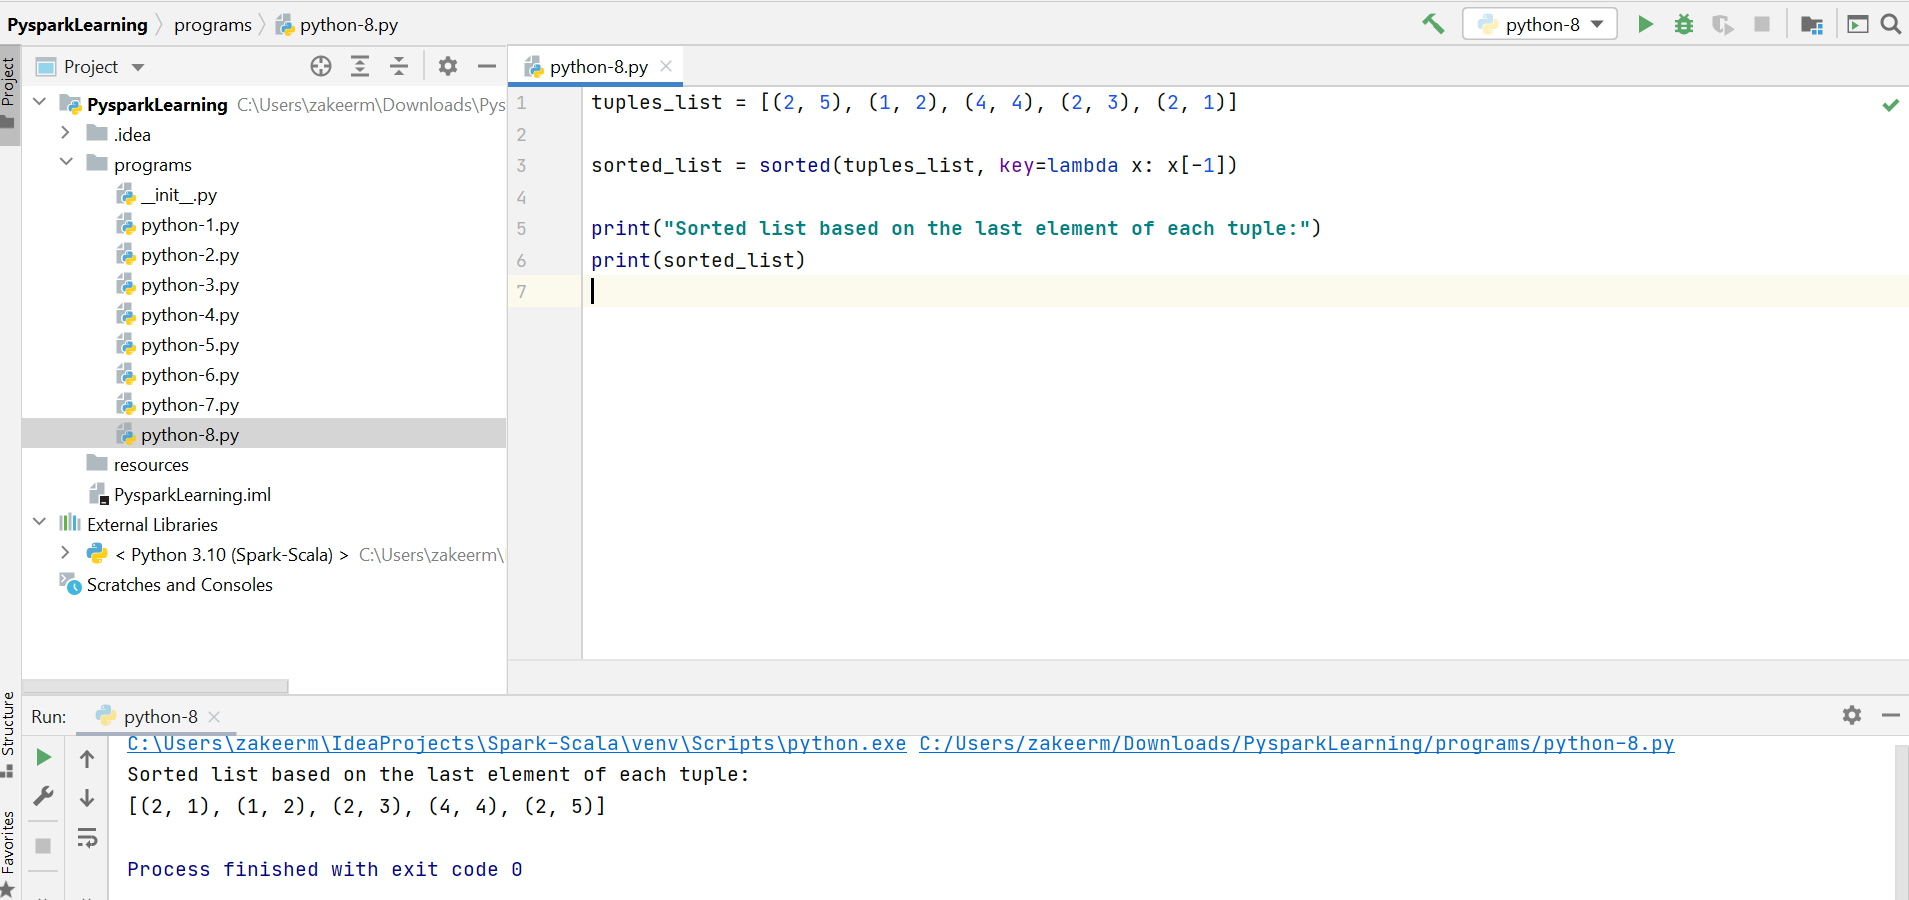 PysparkLearning programs python-8.py
python-8
Project
Project
python-8.py
PysparkLearning C:\Users\zakeerm\Downloads\Pys
.idea
programs
__init__.py
python-1.py
python-2.py
python-3.py
python-4.py
python-5.py
python-6.py
python-7.py
python-8.py
resources
PysparkLearning.iml
External Libraries
< Python 3.10 (Spark-Scala) > C:\Users\zakeerm\
Scratches and Consoles
1 tuples_list = [(2, 5), (1, 2), (4, 4), (2, 3), (2, 1)]
2
3 sorted_list = sorted(tuples_list, key=lambda x: x[-1])
4
5 print("Sorted list based on the last element of each tuple:")
6 print(sorted_list)
7
Structure
Favorites
Run: python-8
C:\Users\zakeerm\IdeaProjects\Spark-Scala\venv\Scripts\python.exe C:/Users/zakeerm/Downloads/PysparkLearning/programs/python-8.py
Sorted list based on the last element of each tuple:
[(2, 1), (1, 2), (2, 3), (4, 4), (2, 5)]
Process finished with exit code 0